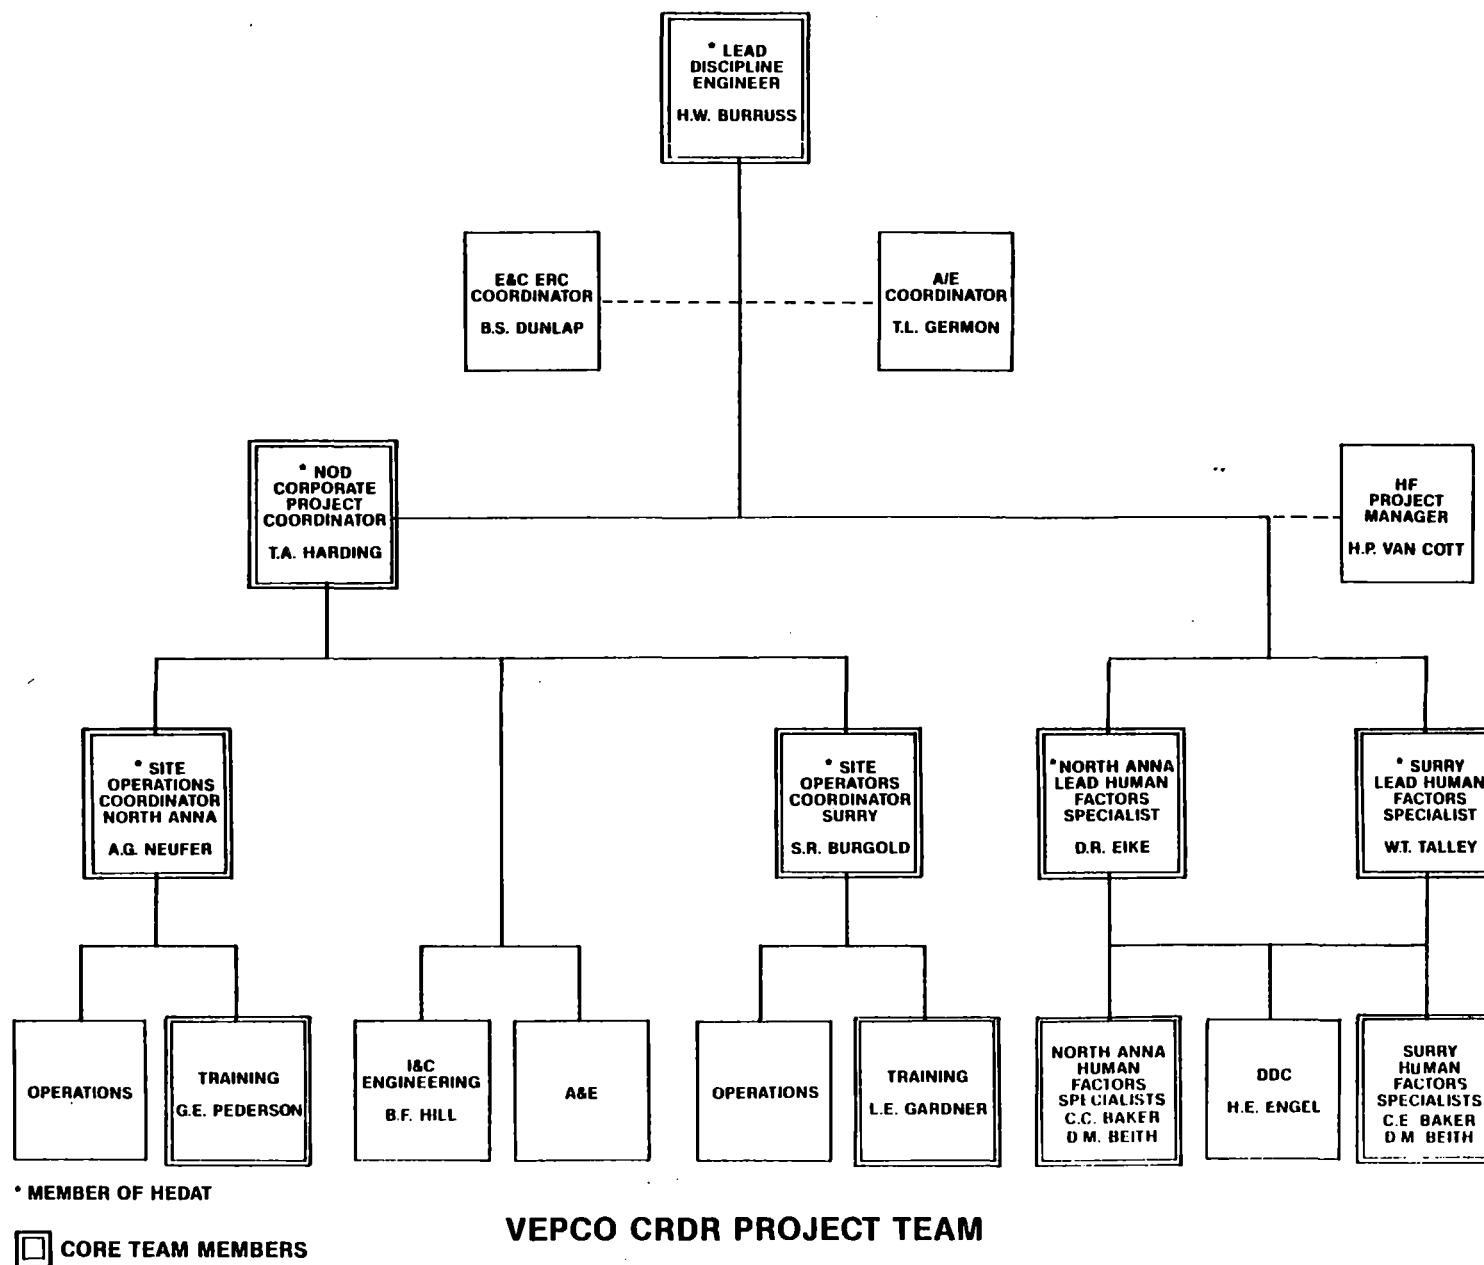 * LEAD
DISCIPLINE
ENGINEER
H.W. BURRUSS
E&C ERC
COORDINATOR
B.S. DUNLAP
A/E
COORDINATOR
T.L. GERMON
* NOD
CORPORATE
PROJECT
COORDINATOR
T.A. HARDING
HF
PROJECT
MANAGER
H.P. VAN COTT
* SITE
OPERATIONS
COORDINATOR
NORTH ANNA
A.G. NEUFER
* SITE
OPERATORS
COORDINATOR
SURRY
S.R. BURGOLD
*NORTH ANNA
LEAD HUMAN
FACTORS
SPECIALIST
D.R. EIKE
* SURRY
LEAD HUMAN
FACTORS
SPECIALIST
W.T. TALLEY
OPERATIONS
TRAINING
G.E. PEDERSON
I&C
ENGINEERING
B.F. HILL
A&E
OPERATIONS
TRAINING
L.E. GARDNER
NORTH ANNA
HUMAN
FACTORS
SPECIALISTS
C.C. BAKER
D M. BEITH
DDC
H.E. ENGEL
SURRY
HUMAN
FACTORS
SPECIALISTS
C.E BAKER
D M BEITH
* MEMBER OF HEDAT
CORE TEAM MEMBERS
VEPCO CRDR PROJECT TEAM